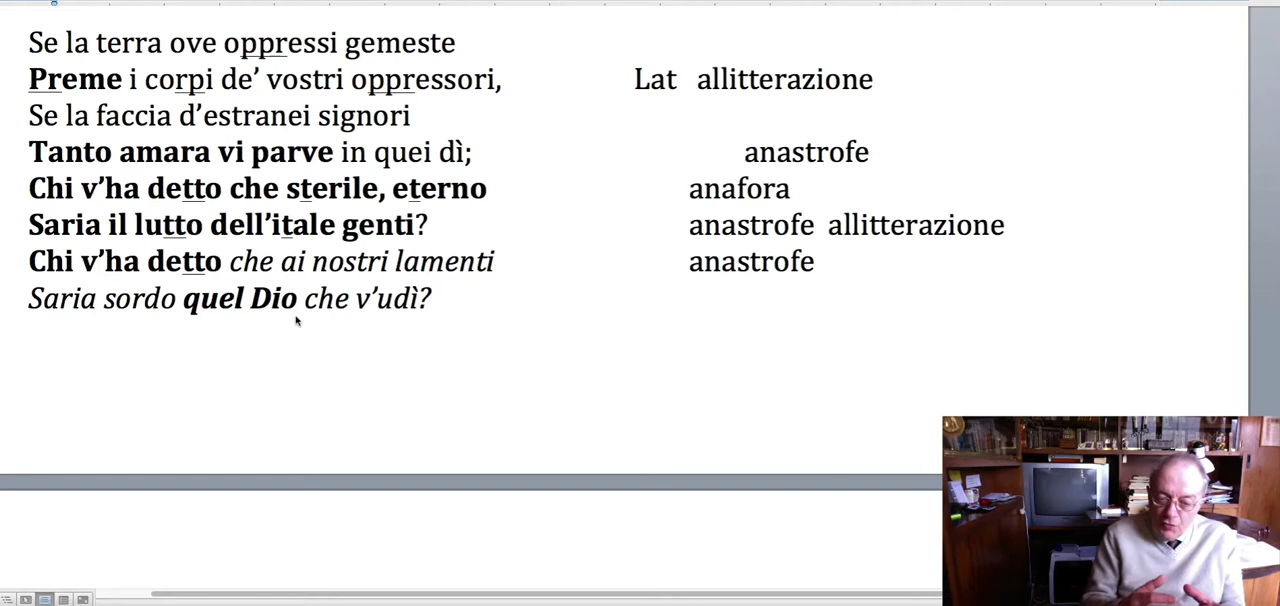 Se la terra ove oppressi gemeste
Preme i corpi de’ vostri oppressori, Lat allitterazione
Se la faccia d’estranei signori
Tanto amara vi parve in quei dì; anastrofe
Chi v’ha detto che sterile, eterno anafora
Saria il lutto dell’itale genti? anastrofe allitterazione
Chi v’ha detto che ai nostri lamenti anastrofe
Saria sordo quel Dio che v’udì?